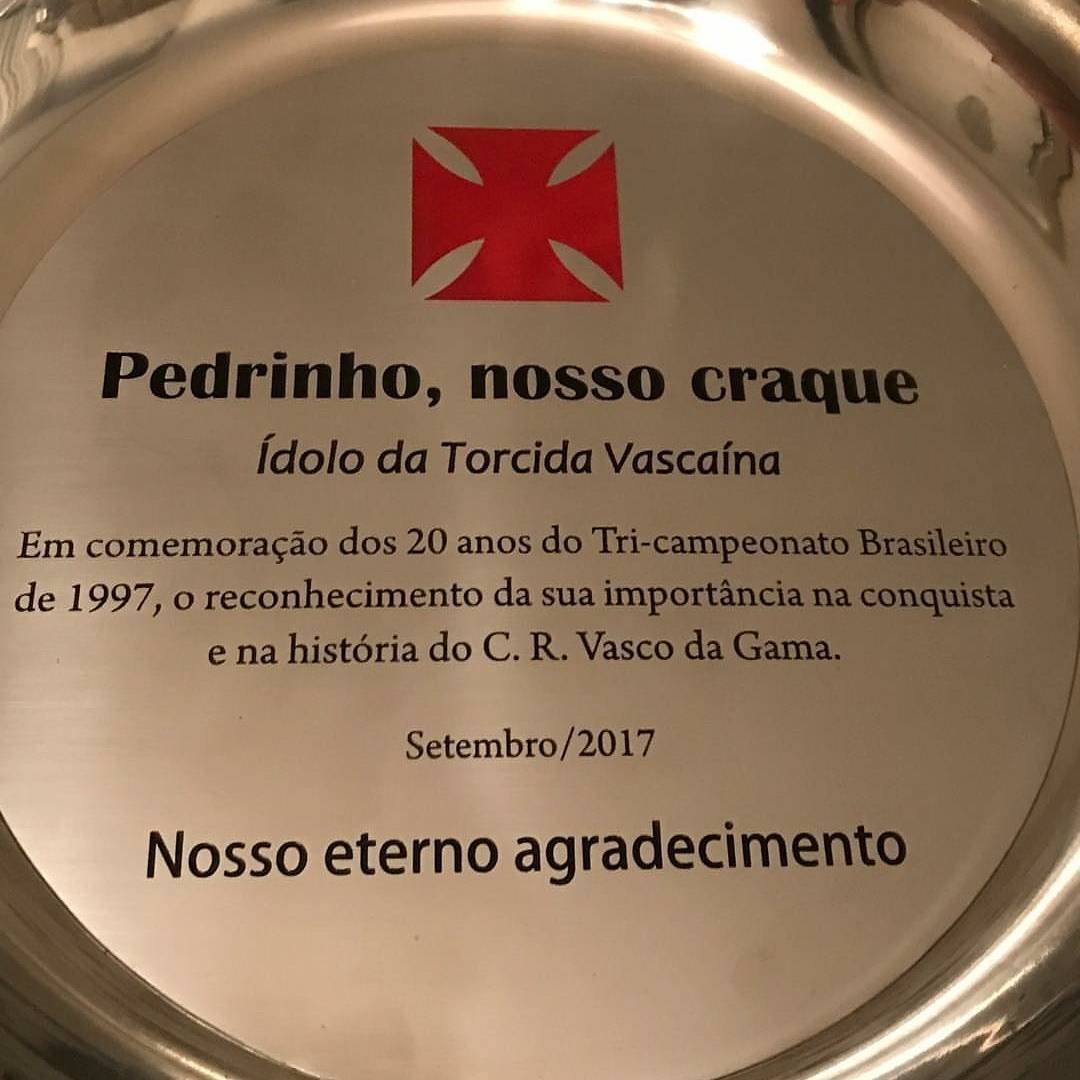 Pedrinho, nosso craque
Ídolo da Torcida Vascaína
Em comemoração dos 20 anos do Tri-campeonato Brasileiro
de 1997, o reconhecimento da sua importância na conquista
e na história do C. R. Vasco da Gama.
Setembro/2017
Nosso eterno agradecimento